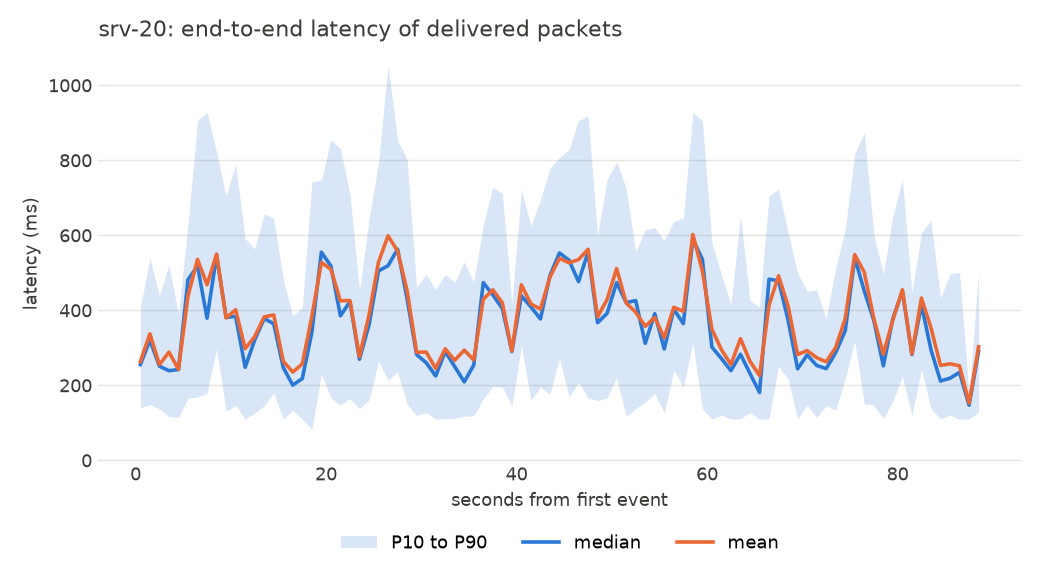 srv-20: end-to-end latency of delivered packets
latency (ms)
1000
800
600
400
200
0
0 20 40 60 80
seconds from first event
P10 to P90 median mean